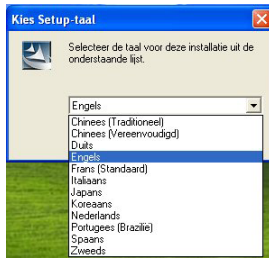 Kies Setup-taal
Selecteer de taal voor deze installatie uit de
onderstaande lijst.
Engels
Chinees (Traditioneel)
Chinees (Vereenvoudigd)
Duits
Engels
Frans (Standaard)
Italiaans
Japans
Koreaans
Nederlands
Portugees (Brazilië)
Spaans
Zweeds